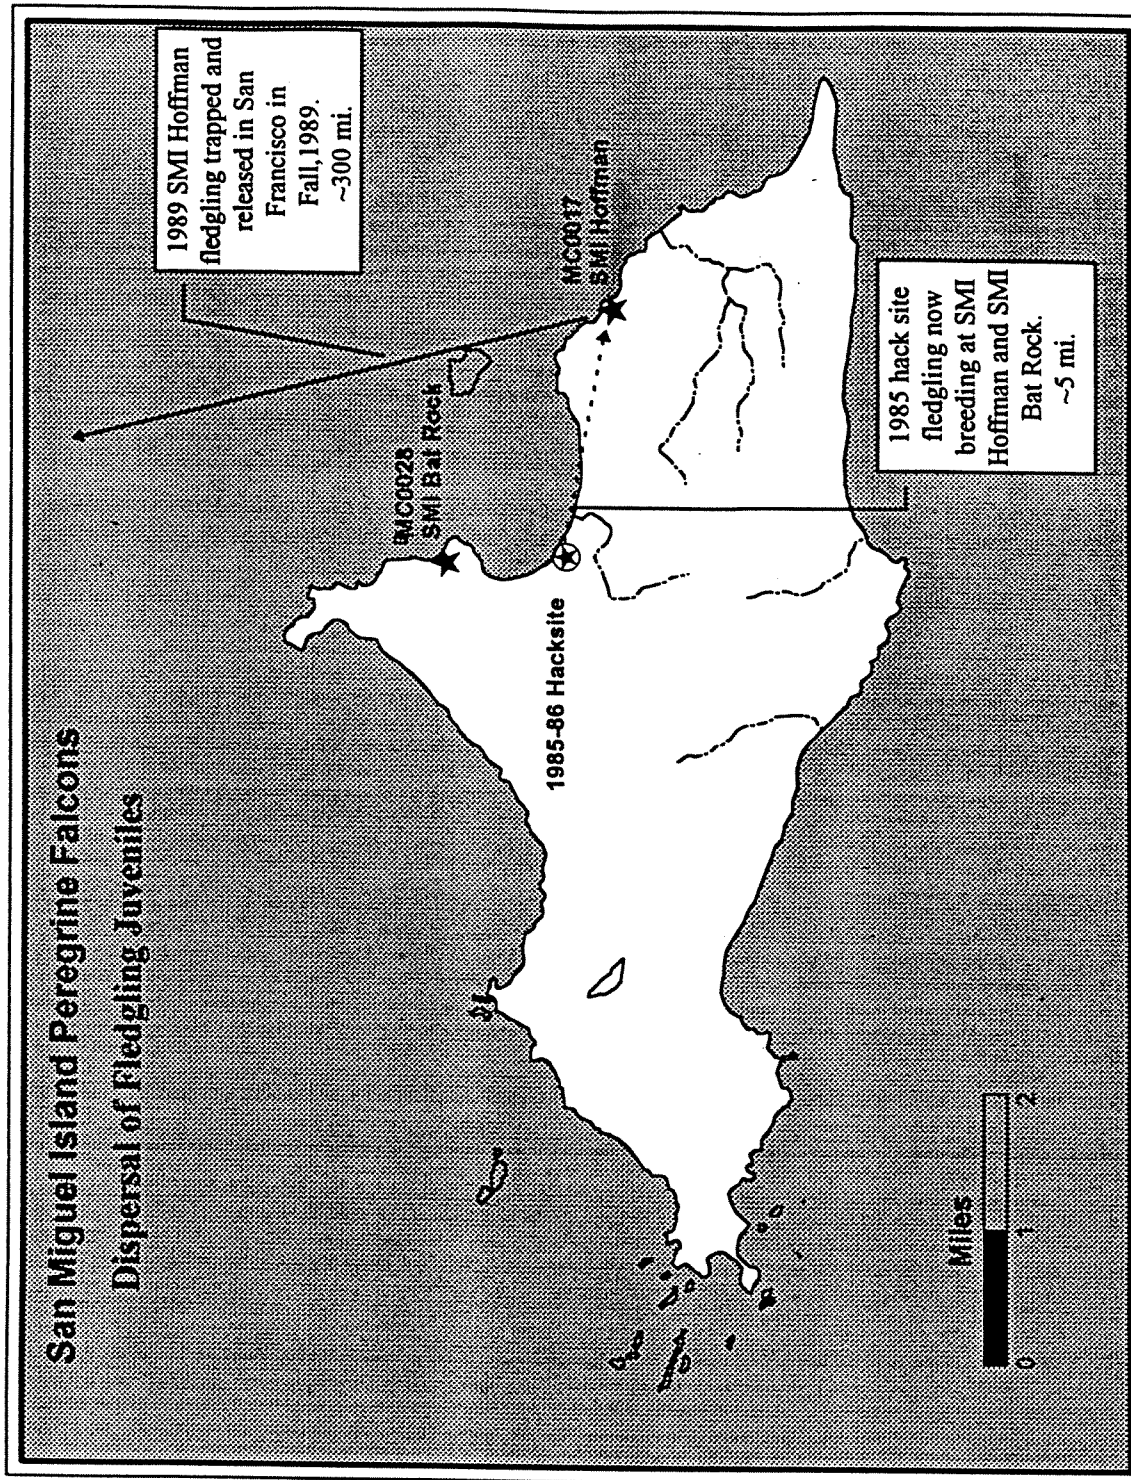 San Miguel Island Peregrine Falcons
Dispersal of Fledgling Juveniles
1989 SMI Hoffman
fledgling trapped and
released in San
Francisco in
Fall,1989.
~300 mi.
MC0028
SMI Bat Rock
MC0017
SMI Hoffman
1985-86 Hacksite
1985 hack site
fledgling now
breeding at SMI
Hoffman and SMI
Bat Rock.
~5 mi.
Miles
0 1 2